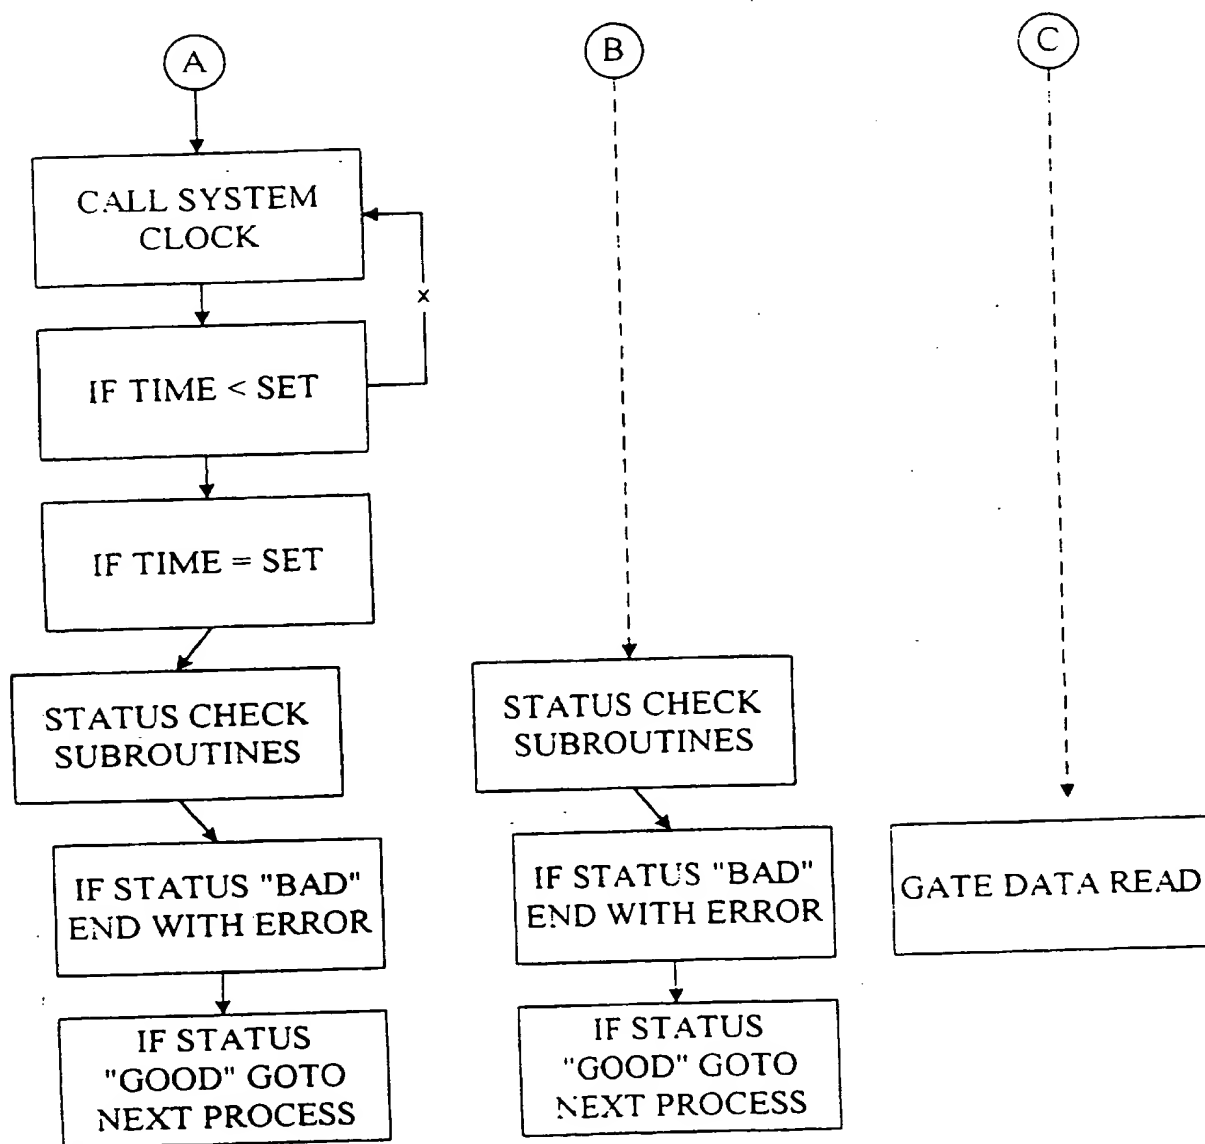 A
B
C
CALL SYSTEM
CLOCK
x
IF TIME < SET
IF TIME = SET
STATUS CHECK
SUBROUTINES
STATUS CHECK
SUBROUTINES
IF STATUS "BAD"
END WITH ERROR
IF STATUS "BAD"
END WITH ERROR
GATE DATA READ
IF STATUS
"GOOD" GOTO
NEXT PROCESS
IF STATUS
"GOOD" GOTO
NEXT PROCESS